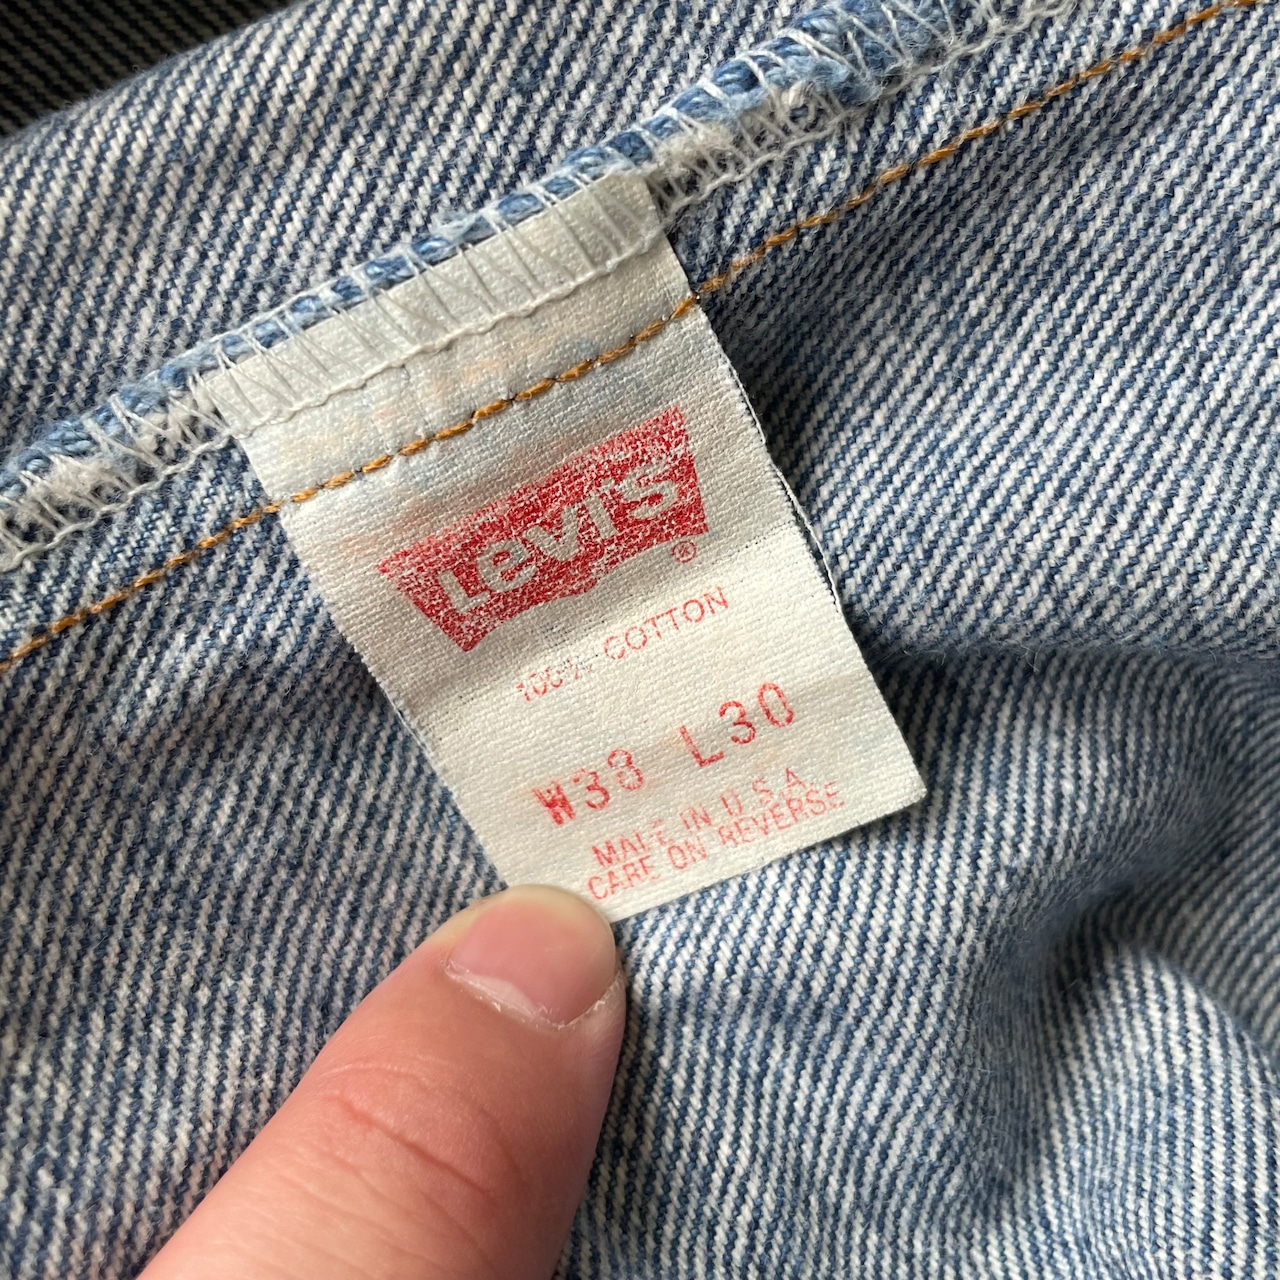 Levi's ®
100% COTTON
W38 L30
MADE IN U.S.A.
CARE ON REVERSE